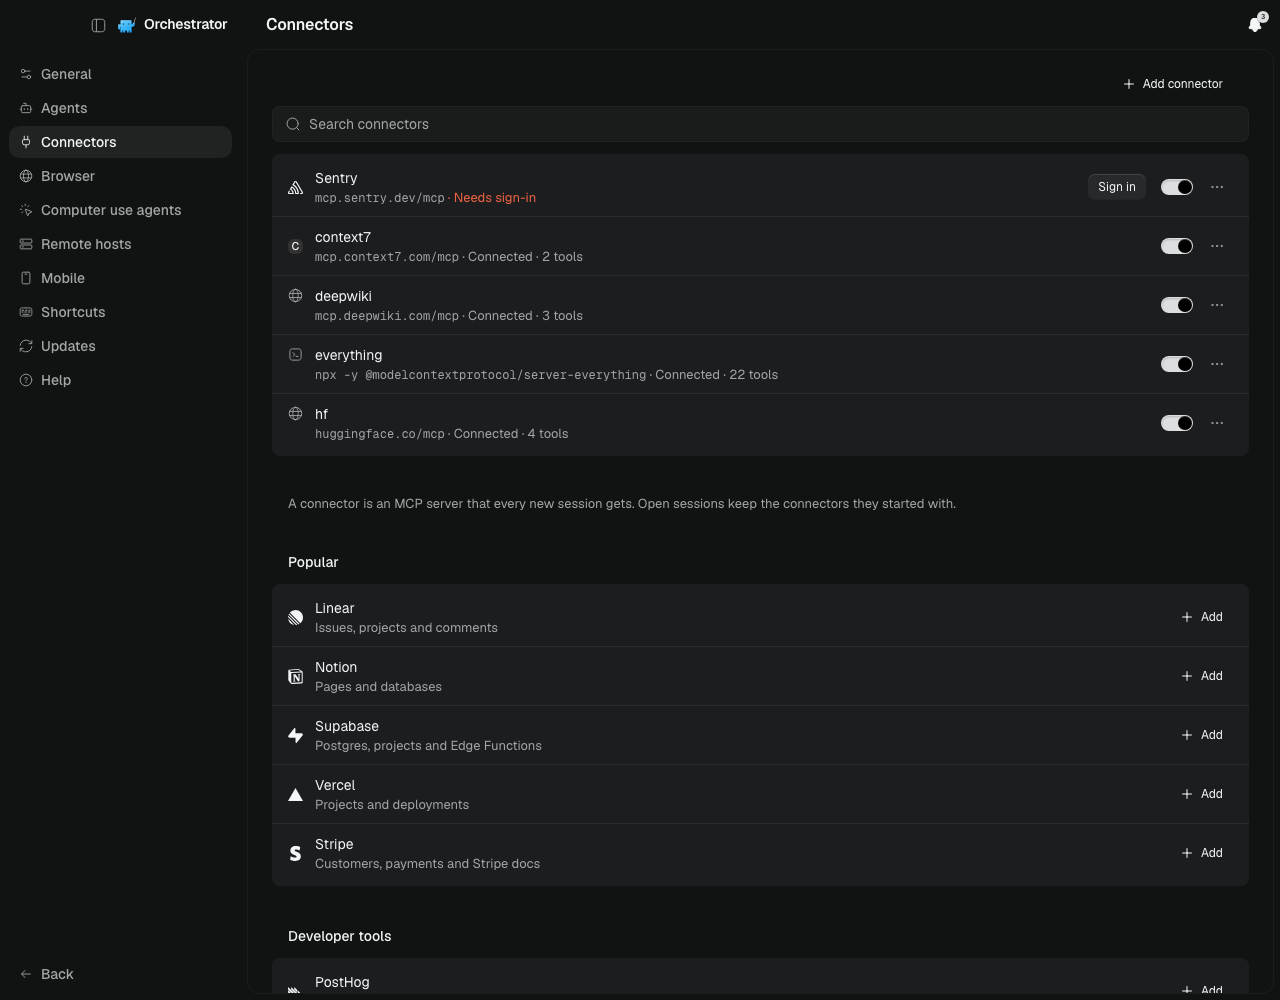 Orchestrator
Connectors
3
General
Agents
Connectors
Browser
Computer use agents
Remote hosts
Mobile
Shortcuts
Updates
Help
Back
Add connector
Search connectors
Sentry
mcp.sentry.dev/mcp · Needs sign-in
Sign in
C
context7
mcp.context7.com/mcp · Connected · 2 tools
deepwiki
mcp.deepwiki.com/mcp · Connected · 3 tools
everything
npx -y @modelcontextprotocol/server-everything · Connected · 22 tools
hf
huggingface.co/mcp · Connected · 4 tools
A connector is an MCP server that every new session gets. Open sessions keep the connectors they started with.
Popular
Linear
Issues, projects and comments
Add
Notion
Pages and databases
Add
Supabase
Postgres, projects and Edge Functions
Add
Vercel
Projects and deployments
Add
Stripe
Customers, payments and Stripe docs
Add
Developer tools
PostHog
Add